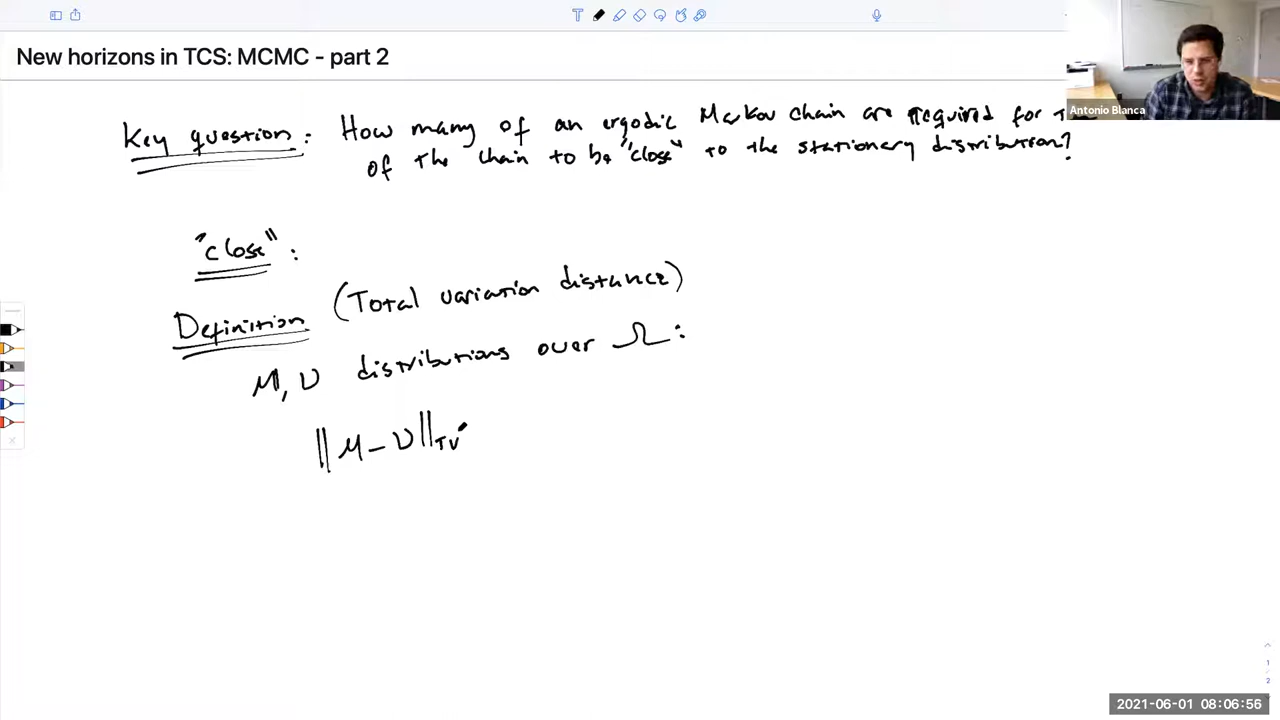 New horizons in TCS: MCMC - part 2
Antonio Blanca
Key question: How many of an ergodic Markov chain are required for
of the chain to be "close" to the stationary distribution?
"close":
Definition (Total variation distance)
μ, ν distributions over Ω:
||μ - ν||TV
1
2
2021-06-01 08:06:56